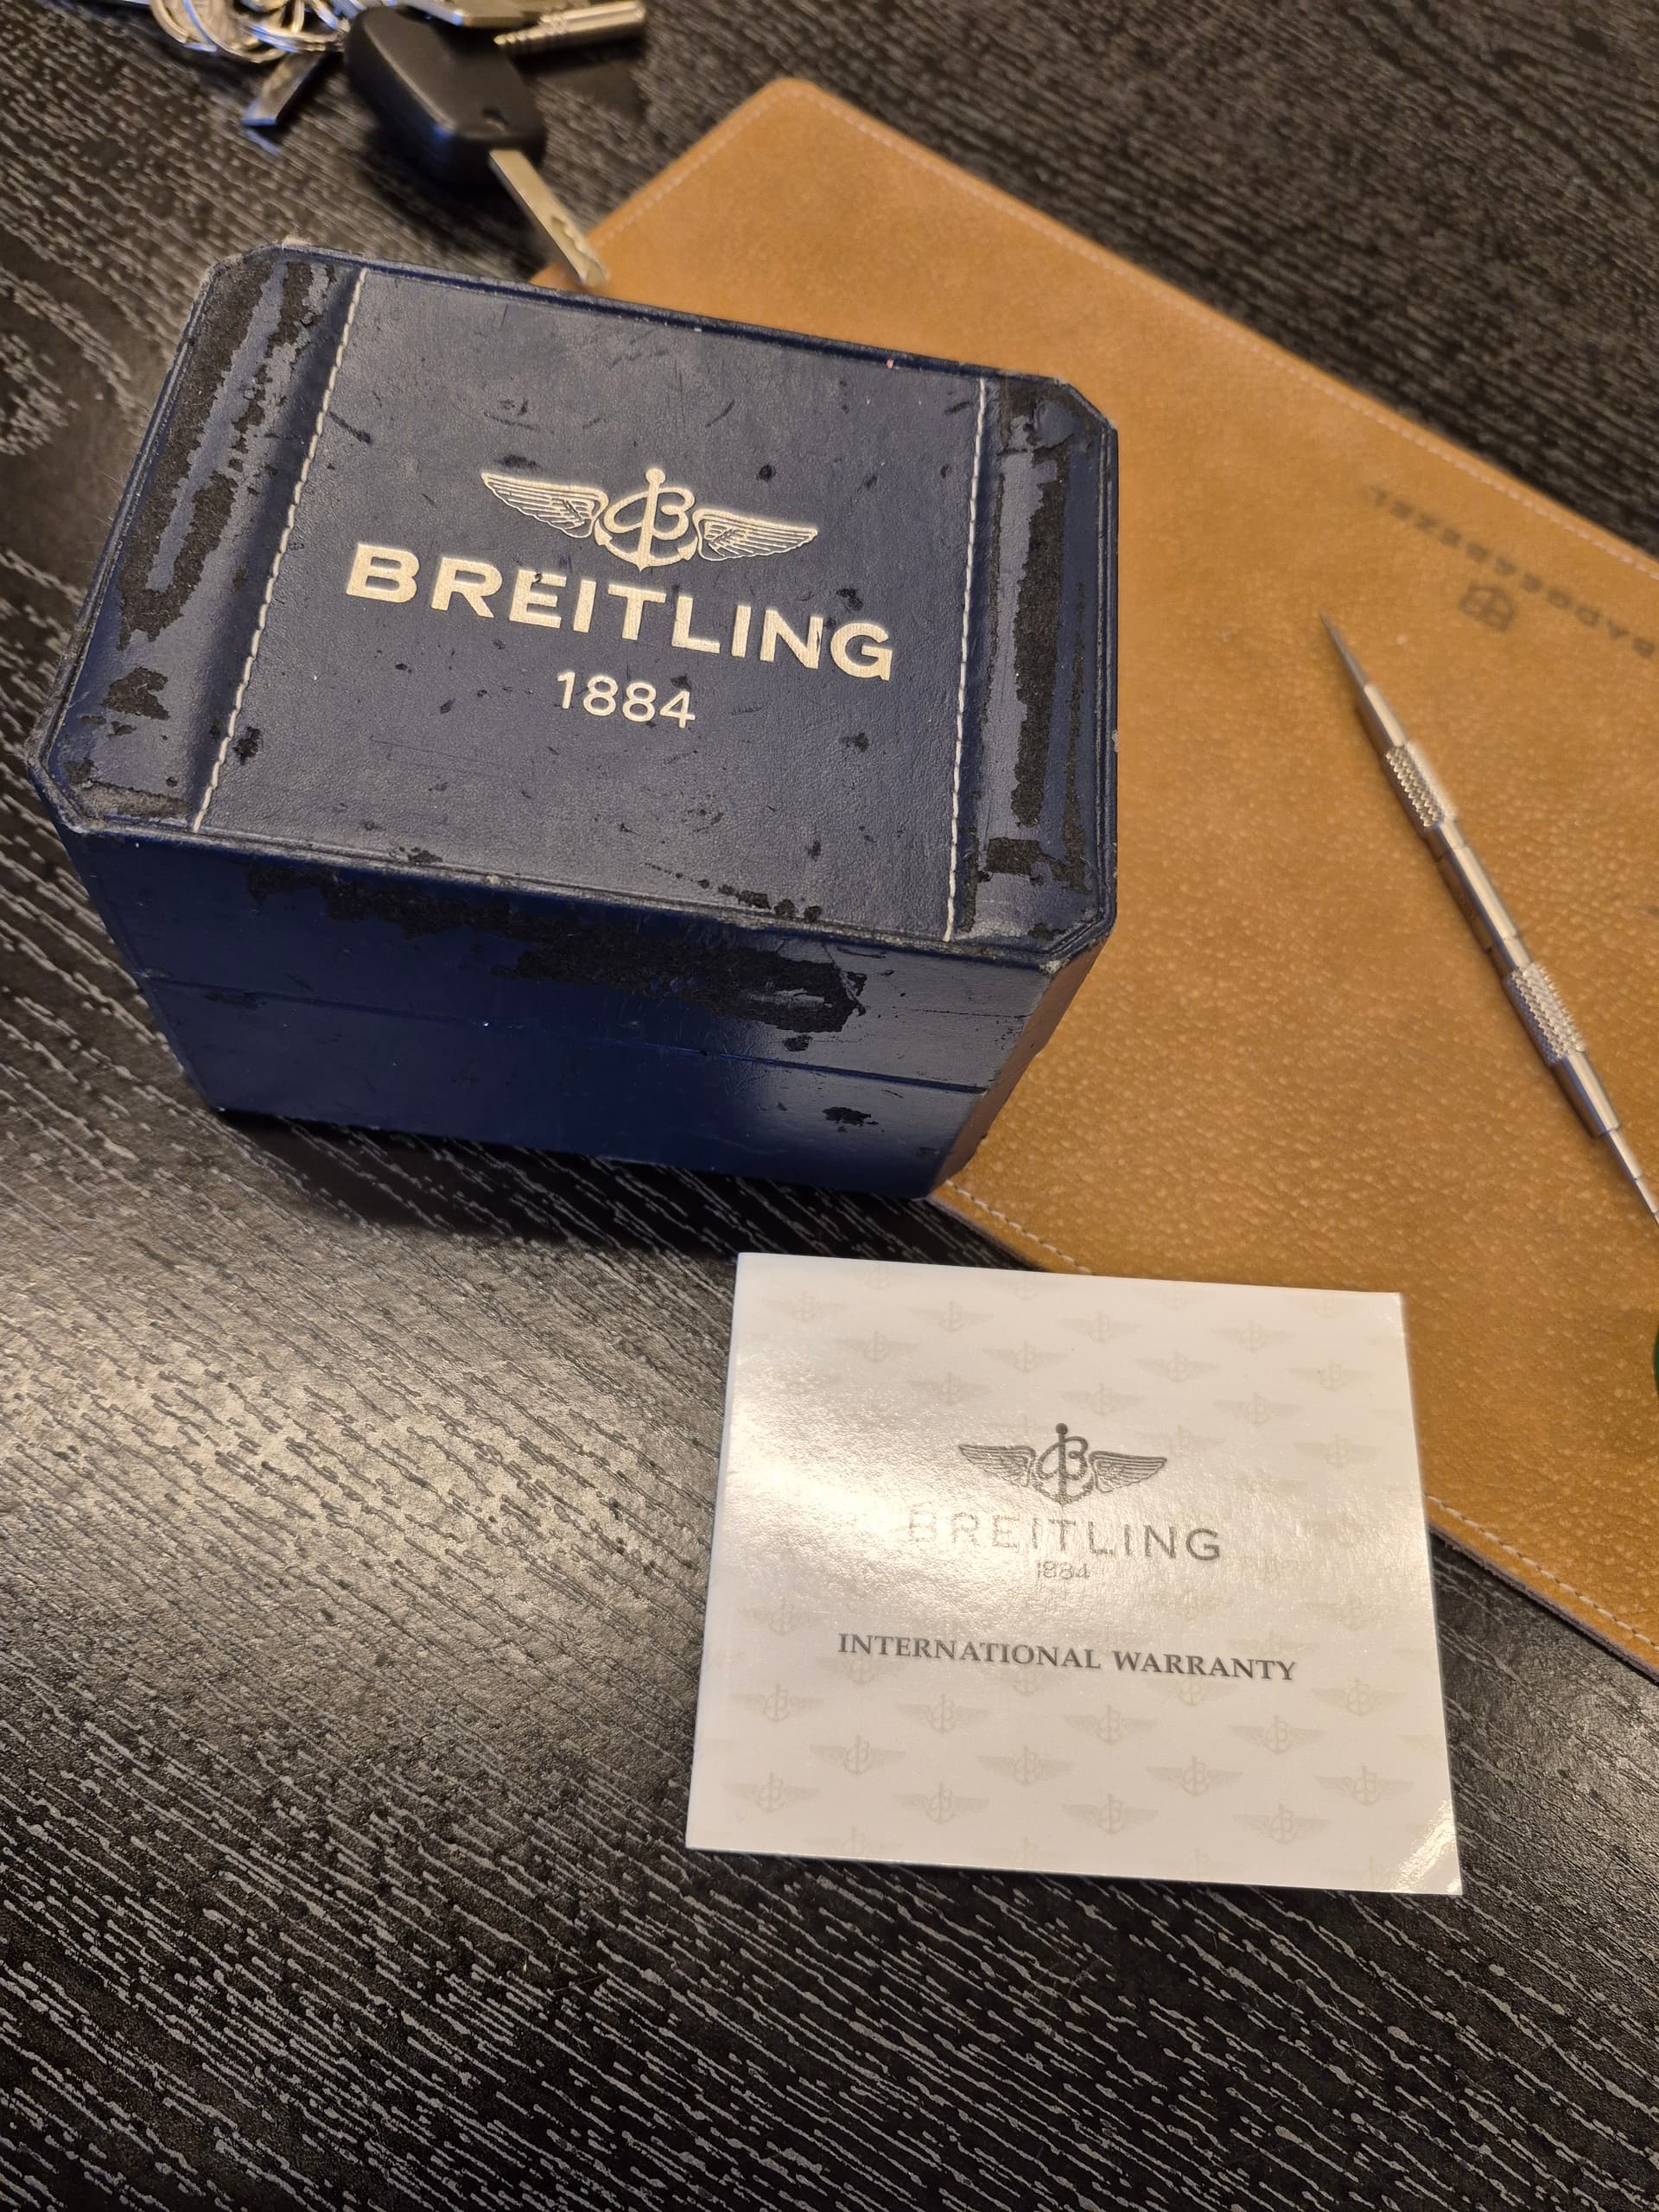 BREITLING
1884
BREITLING
1884
INTERNATIONAL WARRANTY